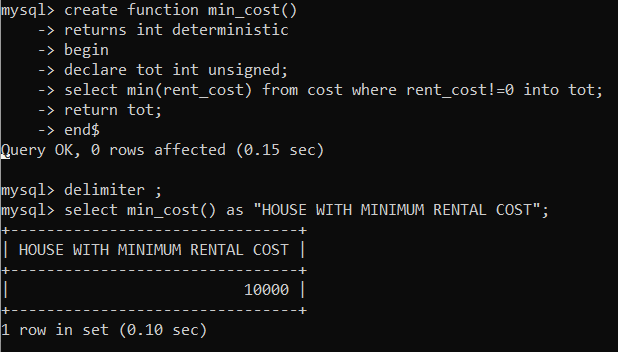 mysql> create function min_cost()
    -> returns int deterministic
    -> begin
    -> declare tot int unsigned;
    -> select min(rent_cost) from cost where rent_cost!=0 into tot;
    -> return tot;
    -> end$
Query OK, 0 rows affected (0.15 sec)

mysql> delimiter ;
mysql> select min_cost() as "HOUSE WITH MINIMUM RENTAL COST";
+--------------------------------+
| HOUSE WITH MINIMUM RENTAL COST |
+--------------------------------+
|                          10000 |
+--------------------------------+
1 row in set (0.10 sec)